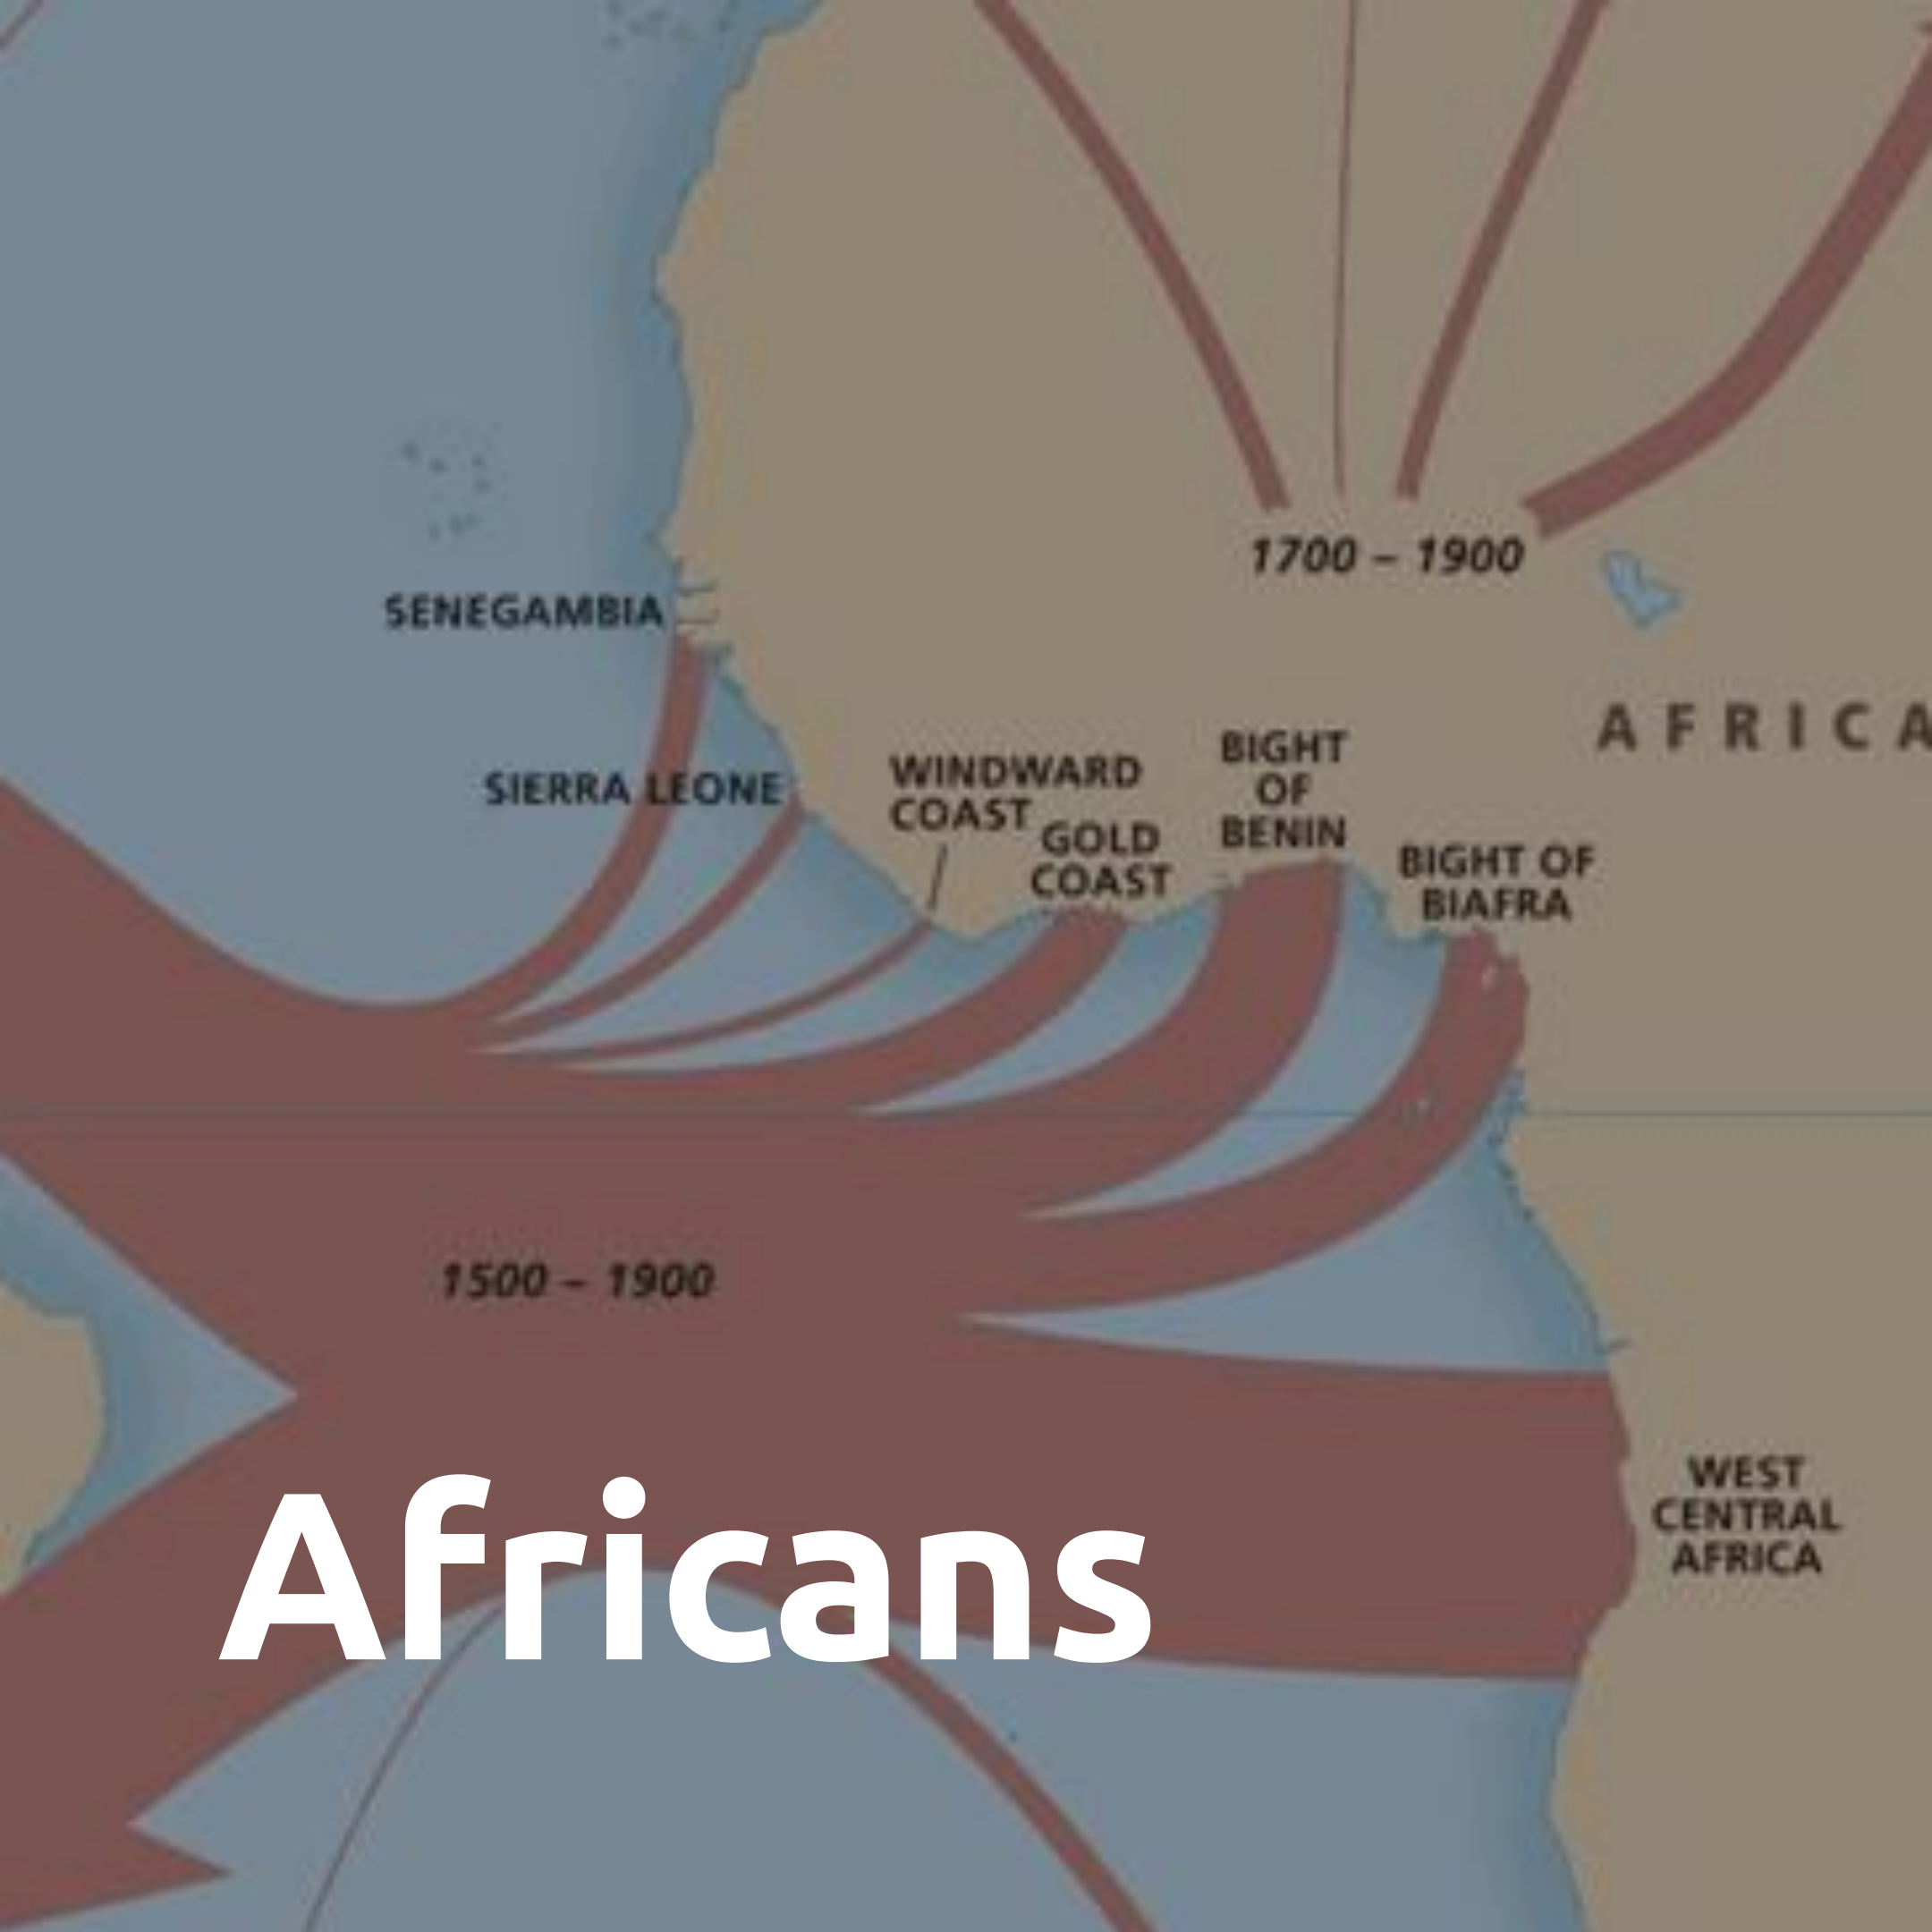 1700 – 1900
SENEGAMBIA
AFRICA
SIERRA LEONE
WINDWARD
COAST
GOLD
COAST
BIGHT
OF
BENIN
BIGHT OF
BIAFRA
1500 – 1900
WEST
CENTRAL
AFRICA
Africans